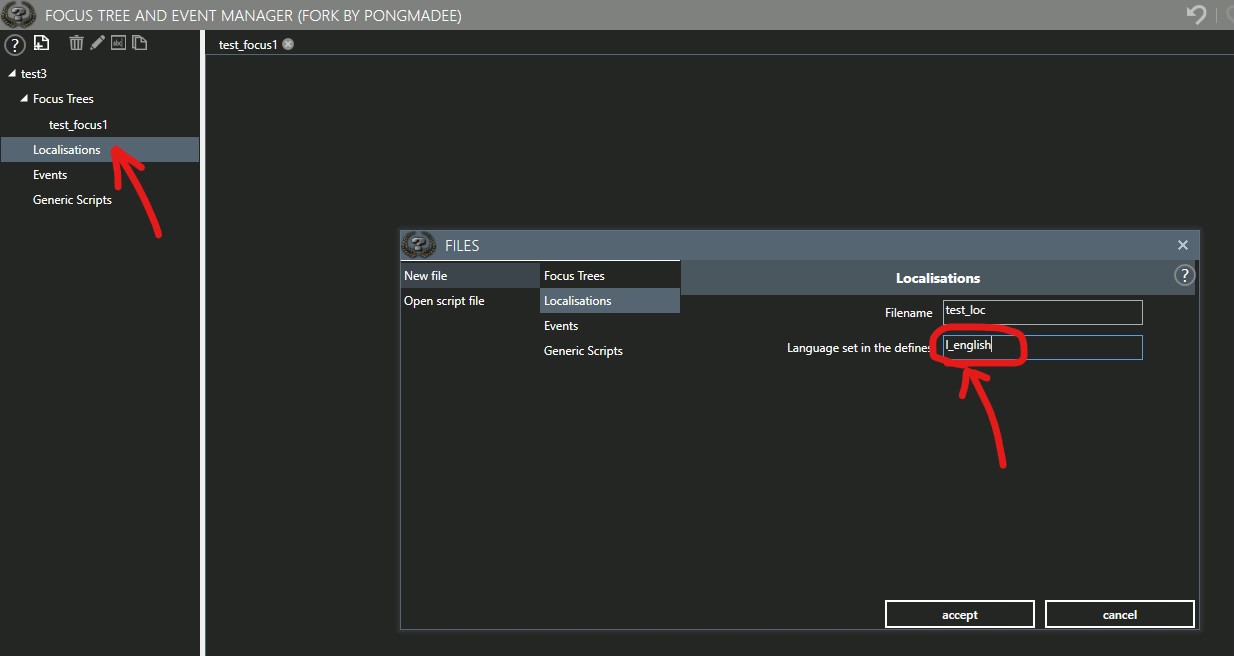 FOCUS TREE AND EVENT MANAGER (FORK BY PONGMADEE)
test_focus1
test3
Focus Trees
test_focus1
Localisations
Events
Generic Scripts
FILES
New file
Open script file
Focus Trees
Localisations
Events
Generic Scripts
Localisations
Filename
test_loc
Language set in the defines
l_english
accept
cancel